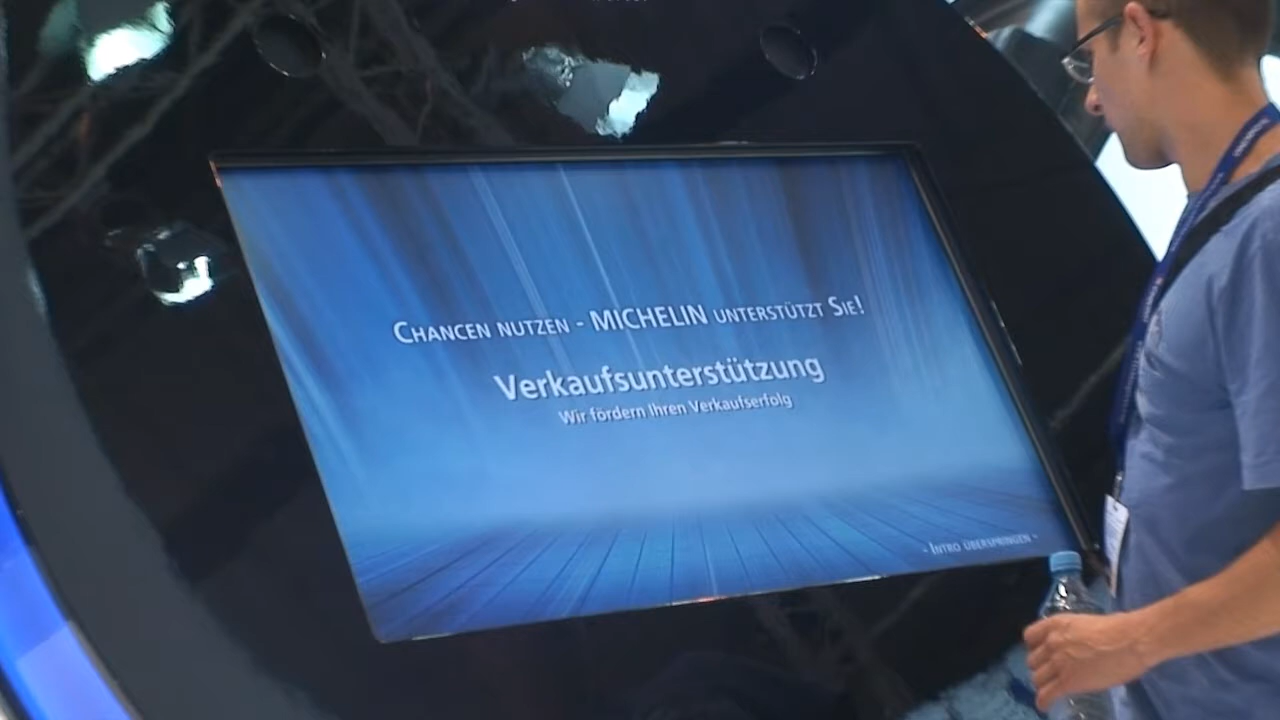 CHANCEN NUTZEN - MICHELIN UNTERSTÜTZT SIE!
Verkaufsunterstützung
Wir fördern Ihren Verkaufserfolg
- INTRO ÜBERSPRINGEN -